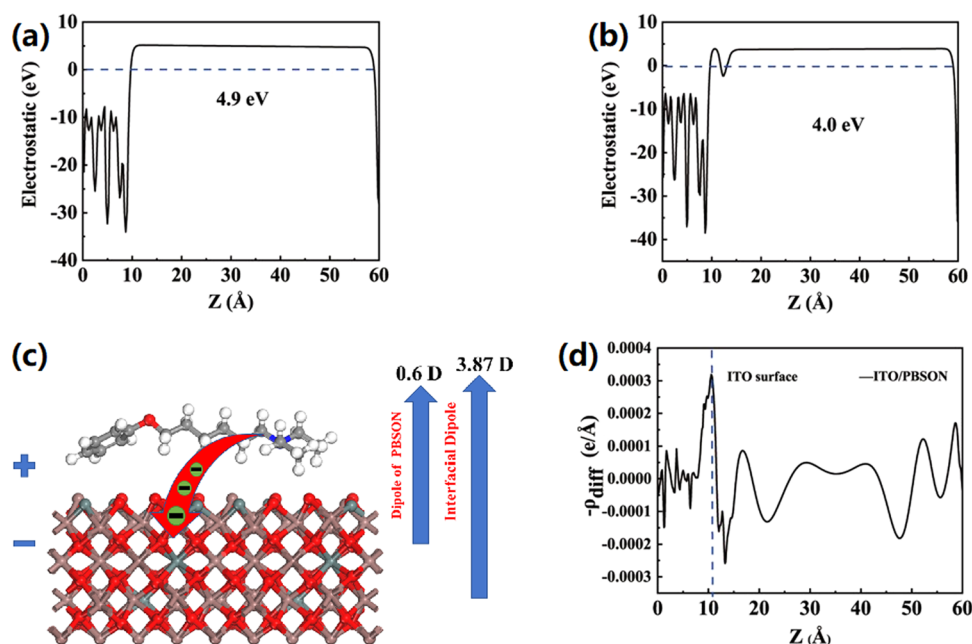 (a)
10
0
-10
-20
-30
-40
Electrostatic (eV)
4.9 eV
0
10
20
30
40
50
60
Z (Å)
(b)
10
0
-10
-20
-30
-40
Electrostatic (eV)
4.0 eV
0
10
20
30
40
50
60
Z (Å)
(c)
0.6 D
3.87 D
Dipole of PBSON
Interfacial Dipole
+
−
(d)
0.0004
0.0003
0.0002
0.0001
0.0000
-0.0001
-0.0002
-0.0003
-ρdiff (e/Å)
ITO surface
ITO/PBSON
0
10
20
30
40
50
60
Z (Å)